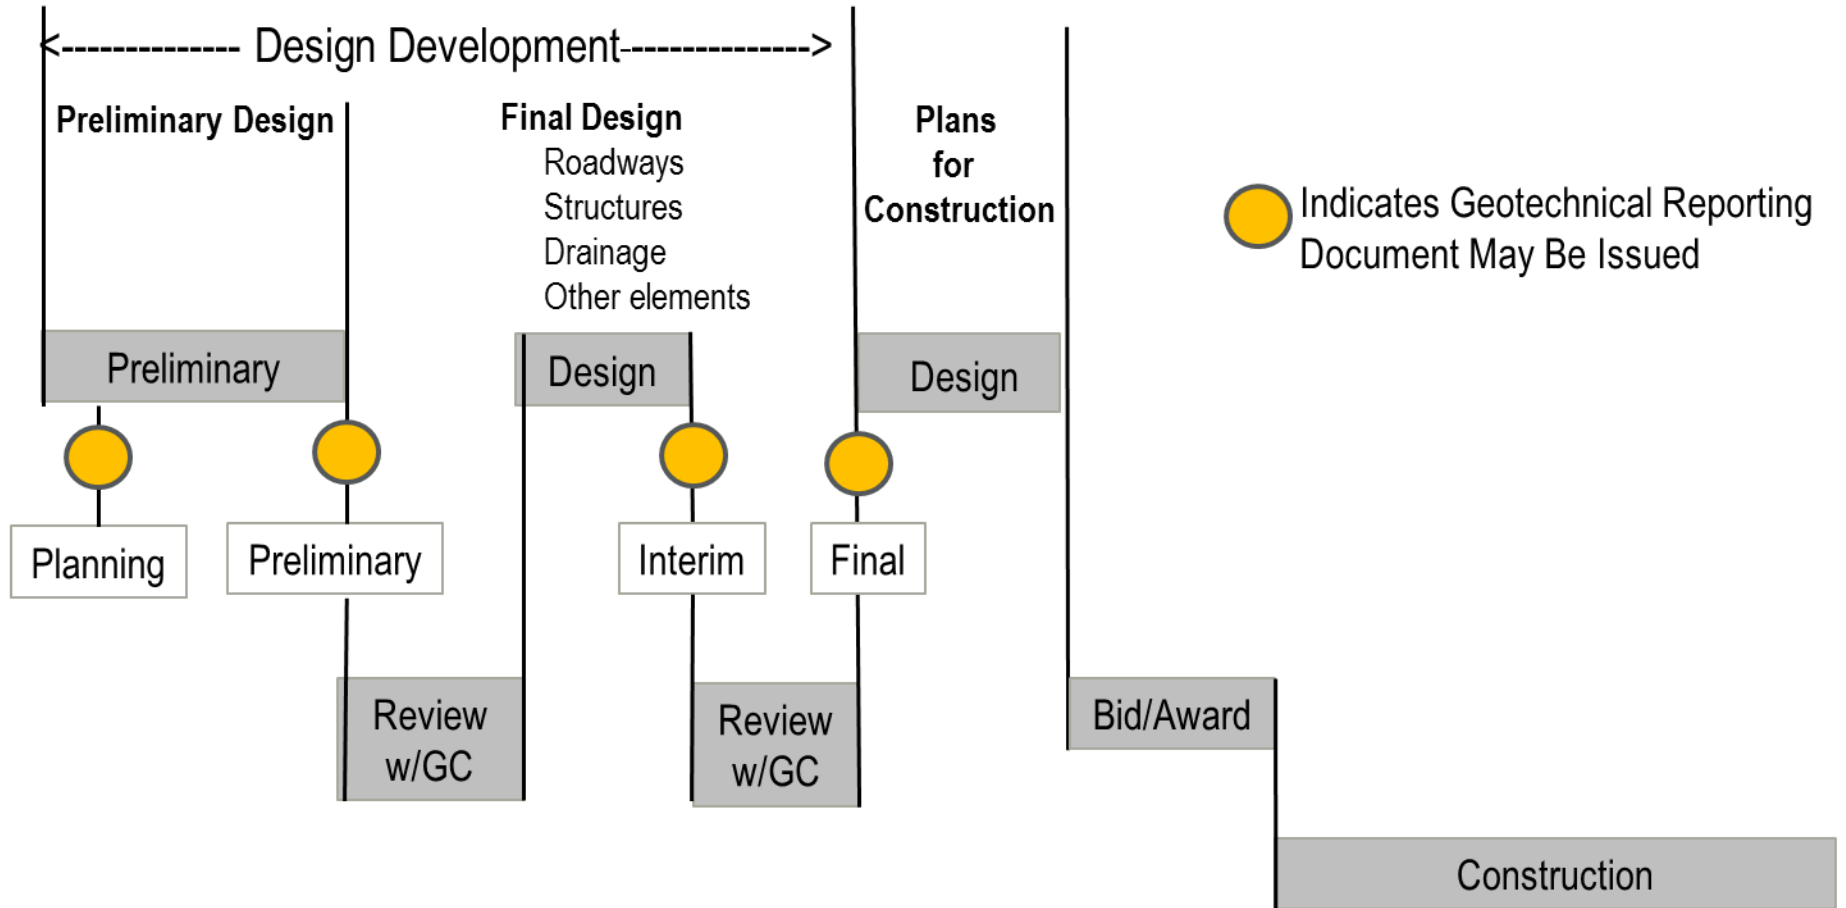 <-------------- Design Development--------------->
Preliminary Design
Final Design
Roadways
Structures
Drainage
Other elements
Plans
for
Construction
Indicates Geotechnical Reporting
Document May Be Issued
Preliminary
Design
Design
Planning
Preliminary
Interim
Final
Review
w/GC
Review
w/GC
Bid/Award
Construction